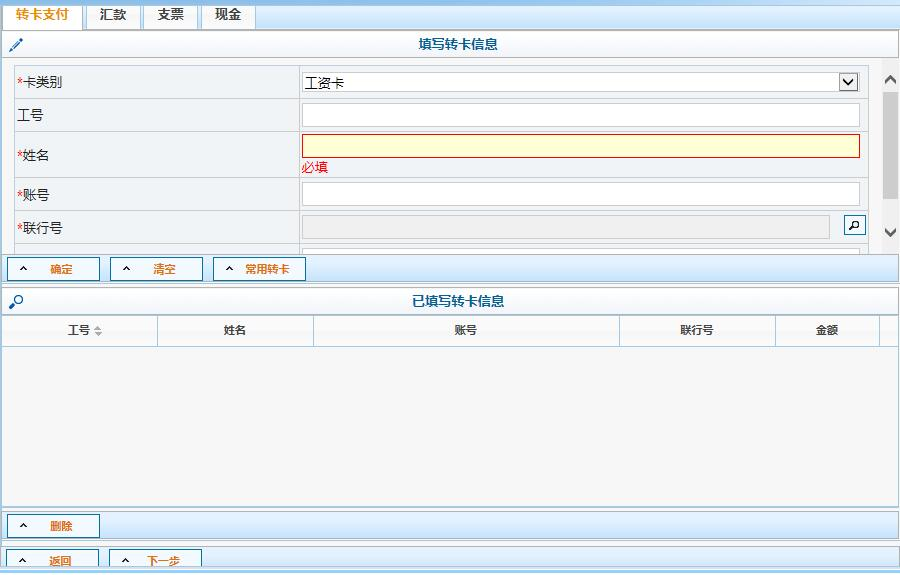 转卡支付 汇款 支票 现金
填写转卡信息
*卡类别 工资卡
工号
*姓名
必填
*账号
*联行号
确定 清空 常用转卡
已填写转卡信息
工号 姓名 账号 联行号 金额
删除
返回 下一步